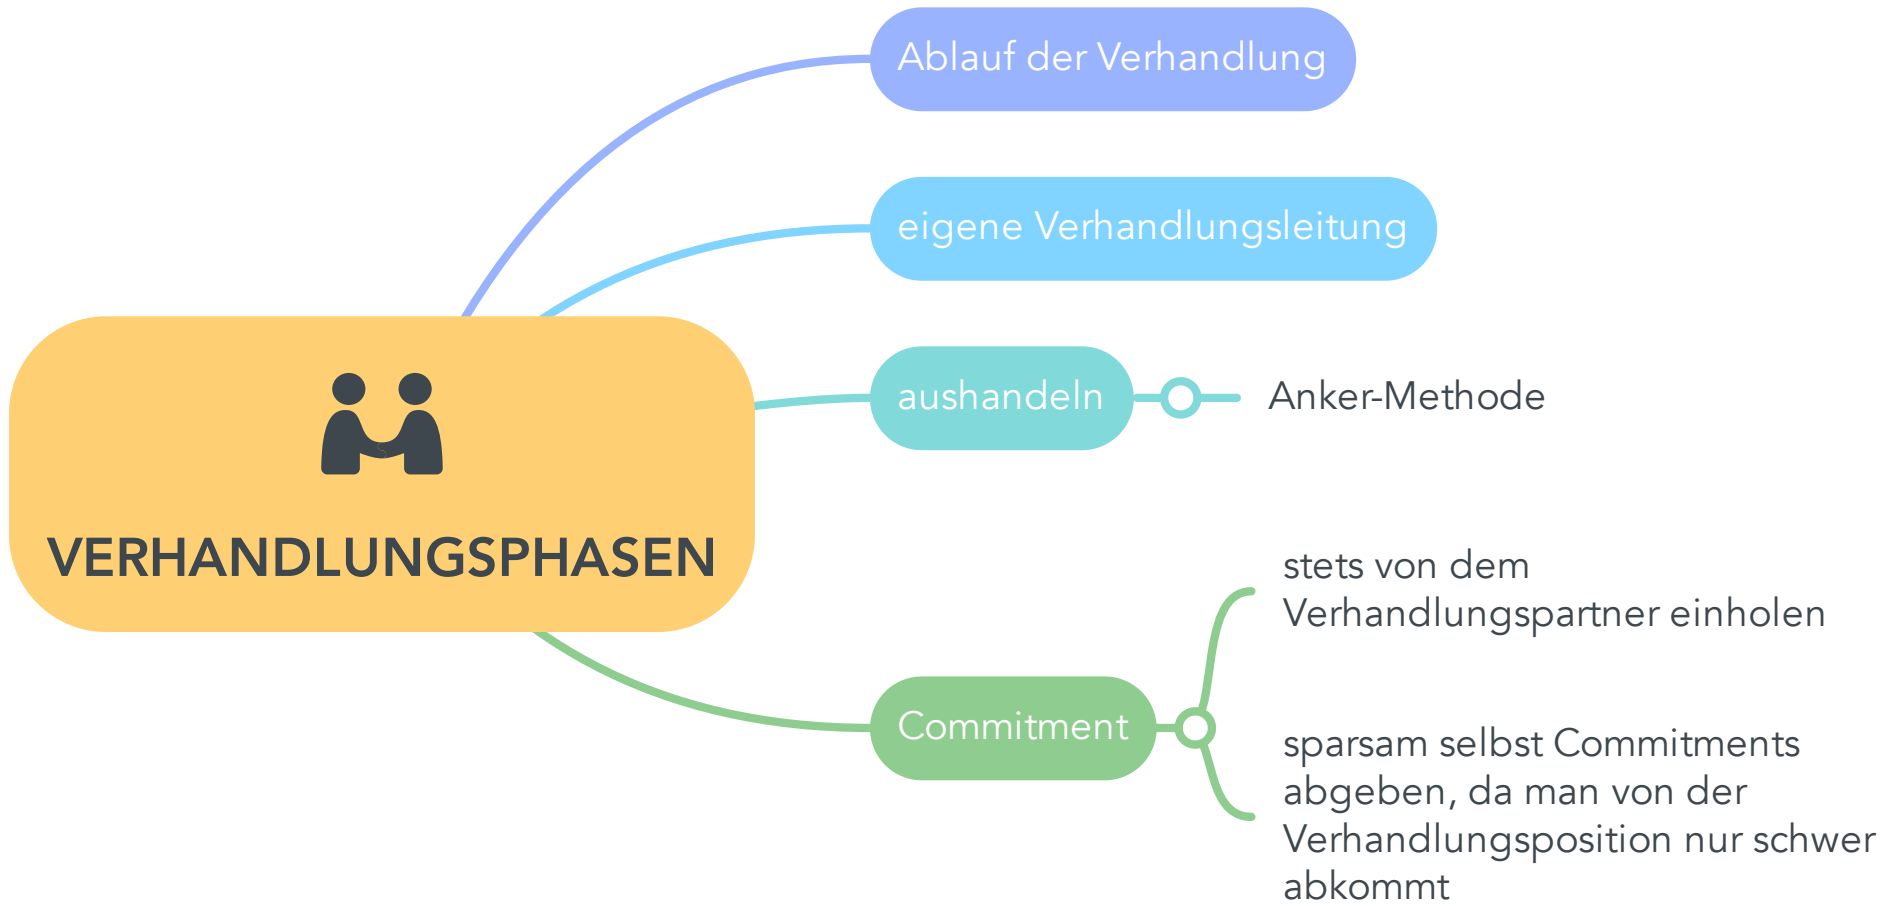 Ablauf der Verhandlung
eigene Verhandlungsleitung
aushandeln
Anker-Methode
VERHANDLUNGSPHASEN
stets von dem
Verhandlungspartner einholen
Commitment
sparsam selbst Commitments
abgeben, da man von der
Verhandlungsposition nur schwer
abkommt